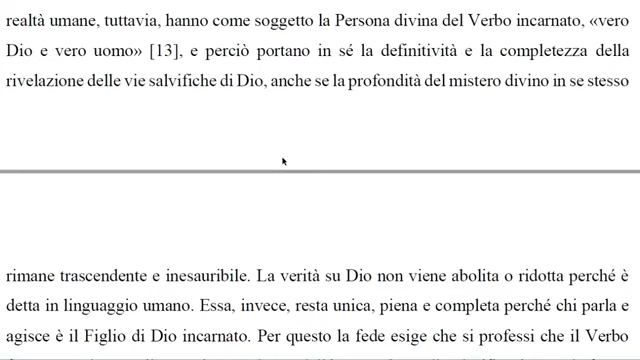 realtà umane, tuttavia, hanno come soggetto la Persona divina del Verbo incarnato, «vero
Dio e vero uomo» [13], e perciò portano in sé la definitività e la completezza della
rivelazione delle vie salvifiche di Dio, anche se la profondità del mistero divino in se stesso
rimane trascendente e inesauribile. La verità su Dio non viene abolita o ridotta perché è
detta in linguaggio umano. Essa, invece, resta unica, piena e completa perché chi parla e
agisce è il Figlio di Dio incarnato. Per questo la fede esige che si professi che il Verbo